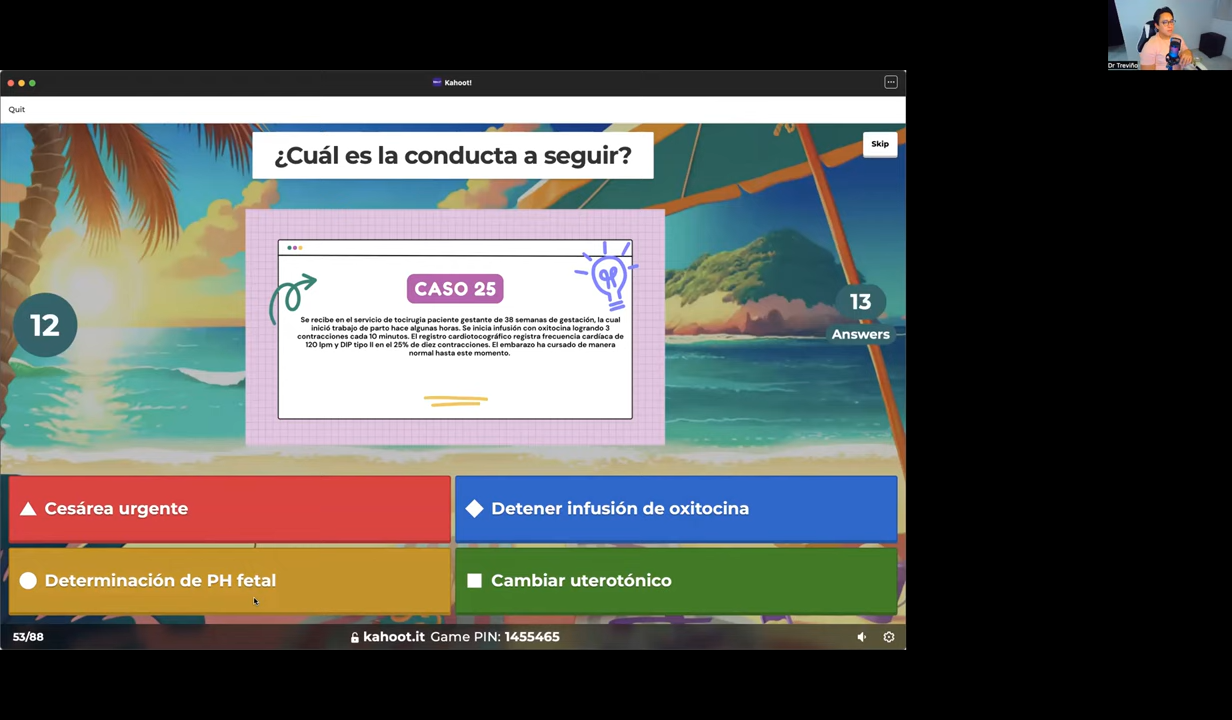 Dr Treviño
Kahoot!
Quit
¿Cuál es la conducta a seguir?
Skip
CASO 25
Se recibe en el servicio de tocirugía paciente gestante de 38 semanas de gestación, la cual
inició trabajo de parto hace algunas horas. Se inicia infusión con oxitocina logrando 3
contracciones cada 10 minutos. El registro cardiotocográfico registra frecuencia cardíaca de
120 lpm y DIP tipo II en el 25% de diez contracciones. El embarazo ha cursado de manera
normal hasta este momento.
12
13
Answers
Cesárea urgente
Detener infusión de oxitocina
Determinación de PH fetal
Cambiar uterotónico
53/88
kahoot.it Game PIN: 1455465